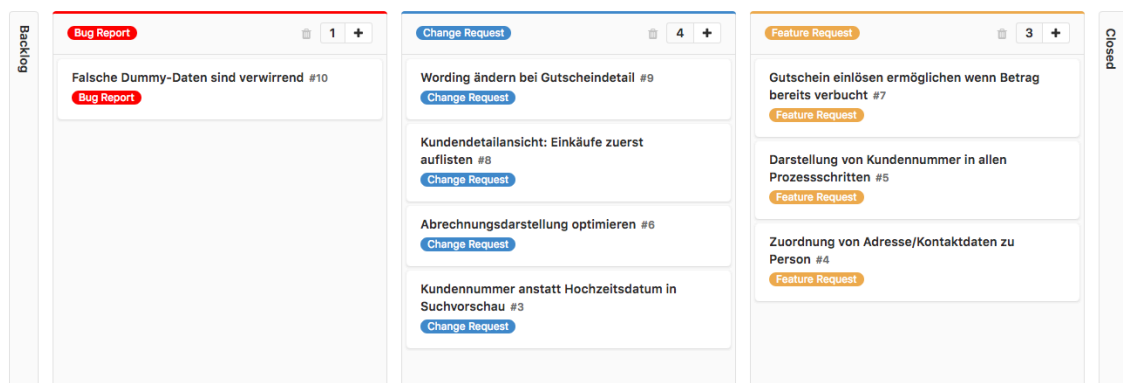 Backlog
Bug Report
1 +
Falsche Dummy-Daten sind verwirrend #10
Bug Report
Change Request
4 +
Wording ändern bei Gutscheindetail #9
Change Request
Kundendetailansicht: Einkäufe zuerst
auflisten #8
Change Request
Abrechnungsdarstellung optimieren #6
Change Request
Kundennummer anstatt Hochzeitsdatum in
Suchvorschau #3
Change Request
Feature Request
3 +
Gutschein einlösen ermöglichen wenn Betrag
bereits verbucht #7
Feature Request
Darstellung von Kundennummer in allen
Prozessschritten #5
Feature Request
Zuordnung von Adresse/Kontaktdaten zu
Person #4
Feature Request
Closed